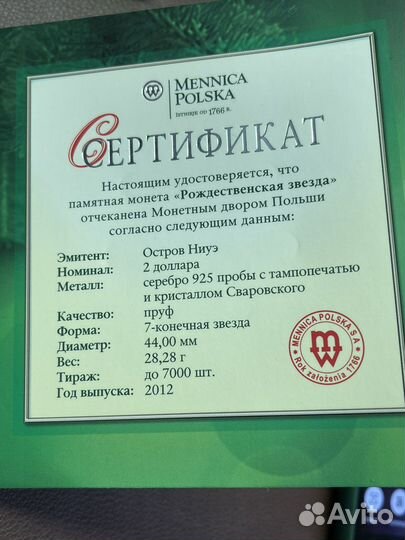 MENNICA
POLSKA
ISTNIEJE OD 1766 R.
СЕРТИФИКАТ
Настоящим удостоверяется, что
памятная монета «Рождественская звезда»
отчеканена Монетным двором Польши
согласно следующим данным:
Эмитент: Остров Ниуэ
Номинал: 2 доллара
Металл: серебро 925 пробы с тампопечатью
и кристаллом Сваровского
Качество: пруф
Форма: 7-конечная звезда
Диаметр: 44,00 мм
Вес: 28,28 г
Тираж: до 7000 шт.
Год выпуска: 2012
MENNICA POLSKA S A
Rok założenia 1766
Avito